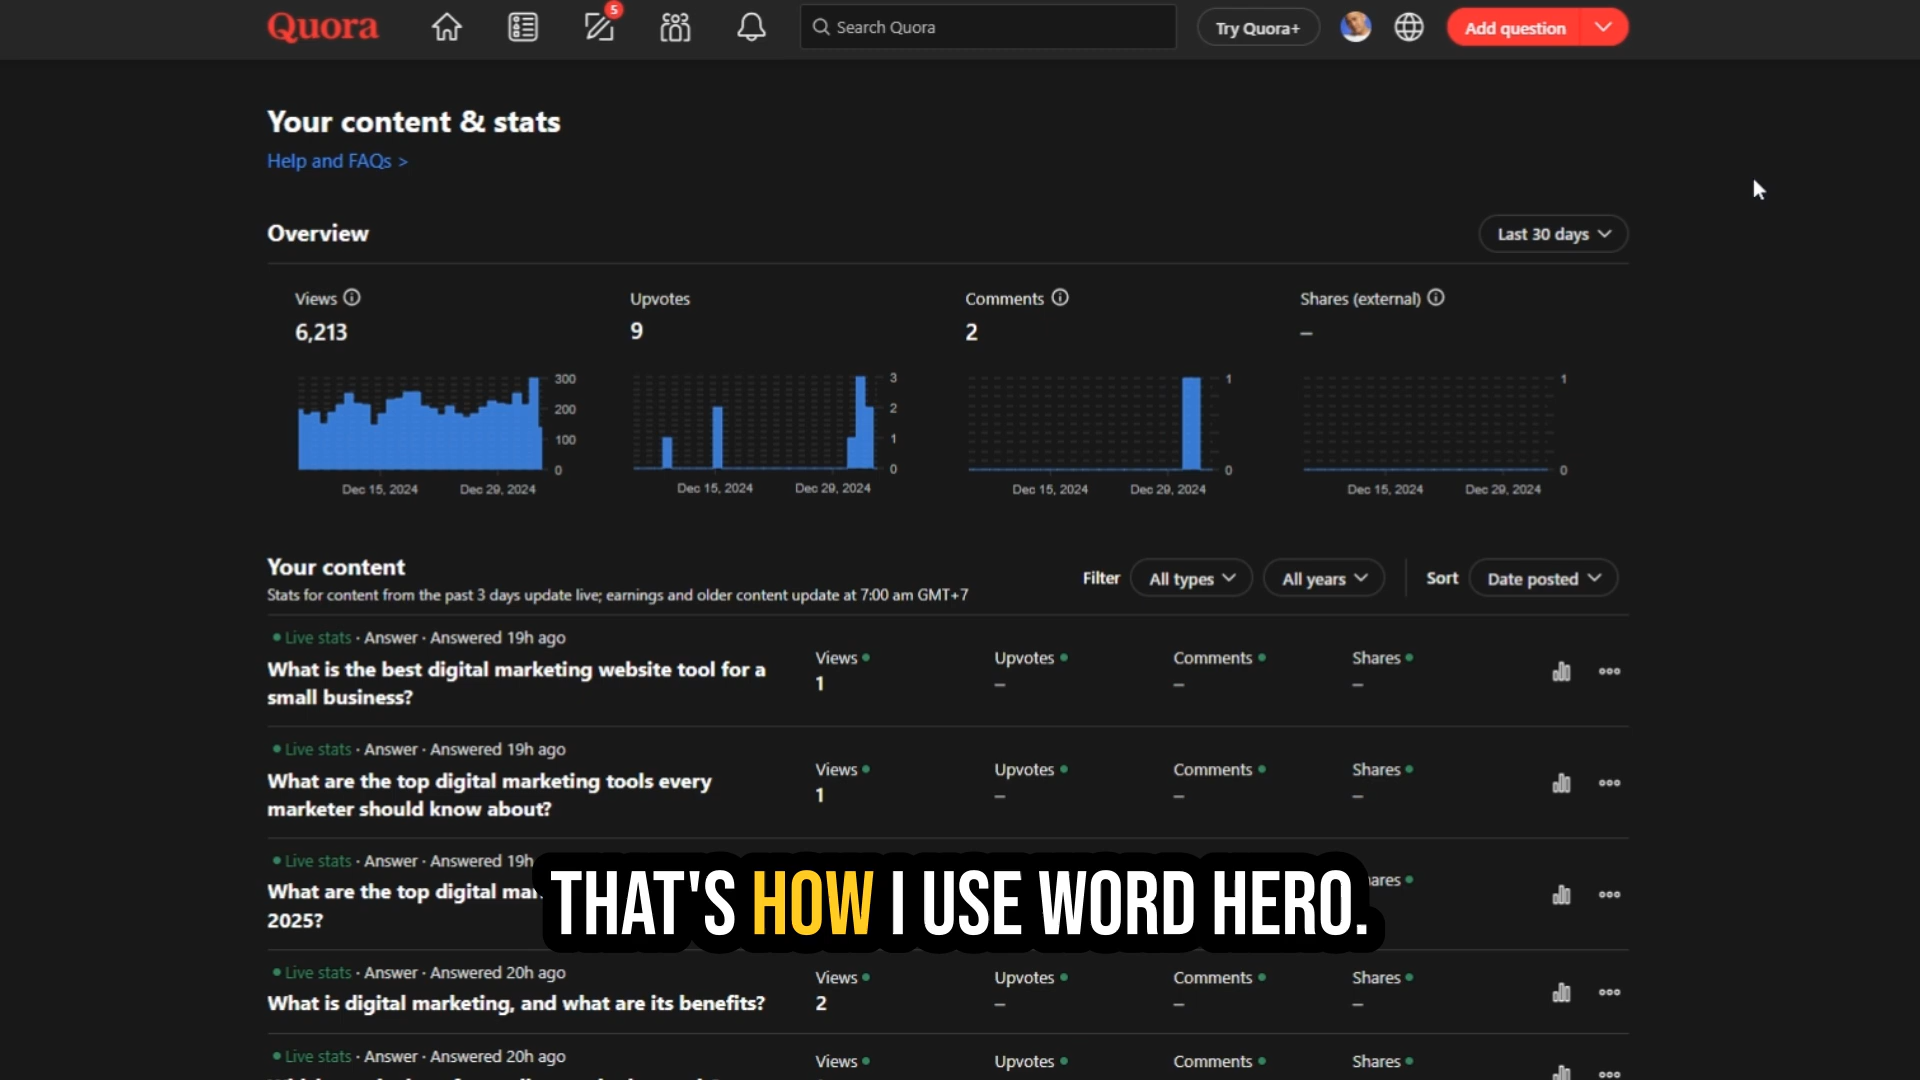 Quora
5
Search Quora
Try Quora+
Add question
Your content & stats
Help and FAQs >
Overview
Last 30 days
Views
6,213
300
200
100
0
Dec 15, 2024
Dec 29, 2024
Upvotes
9
3
2
1
0
Dec 15, 2024
Dec 29, 2024
Comments
2
1
0
Dec 15, 2024
Dec 29, 2024
Shares (external)
–
1
0
Dec 15, 2024
Dec 29, 2024
Your content
Stats for content from the past 3 days update live; earnings and older content update at 7:00 am GMT+7
Filter
All types
All years
Sort
Date posted
Live stats · Answer · Answered 19h ago
What is the best digital marketing website tool for a
small business?
Views
1
Upvotes
–
Comments
–
Shares
–
Live stats · Answer · Answered 19h ago
What are the top digital marketing tools every
marketer should know about?
Views
1
Upvotes
–
Comments
–
Shares
–
Live stats · Answer · Answered 19h
What are the top digital
2025?
THAT'S HOW I USE WORD HERO.
Live stats · Answer · Answered 20h ago
What is digital marketing, and what are its benefits?
Views
2
Upvotes
–
Comments
–
Shares
–
Live stats · Answer · Answered 20h ago
Views
Upvotes
Comments
Shares